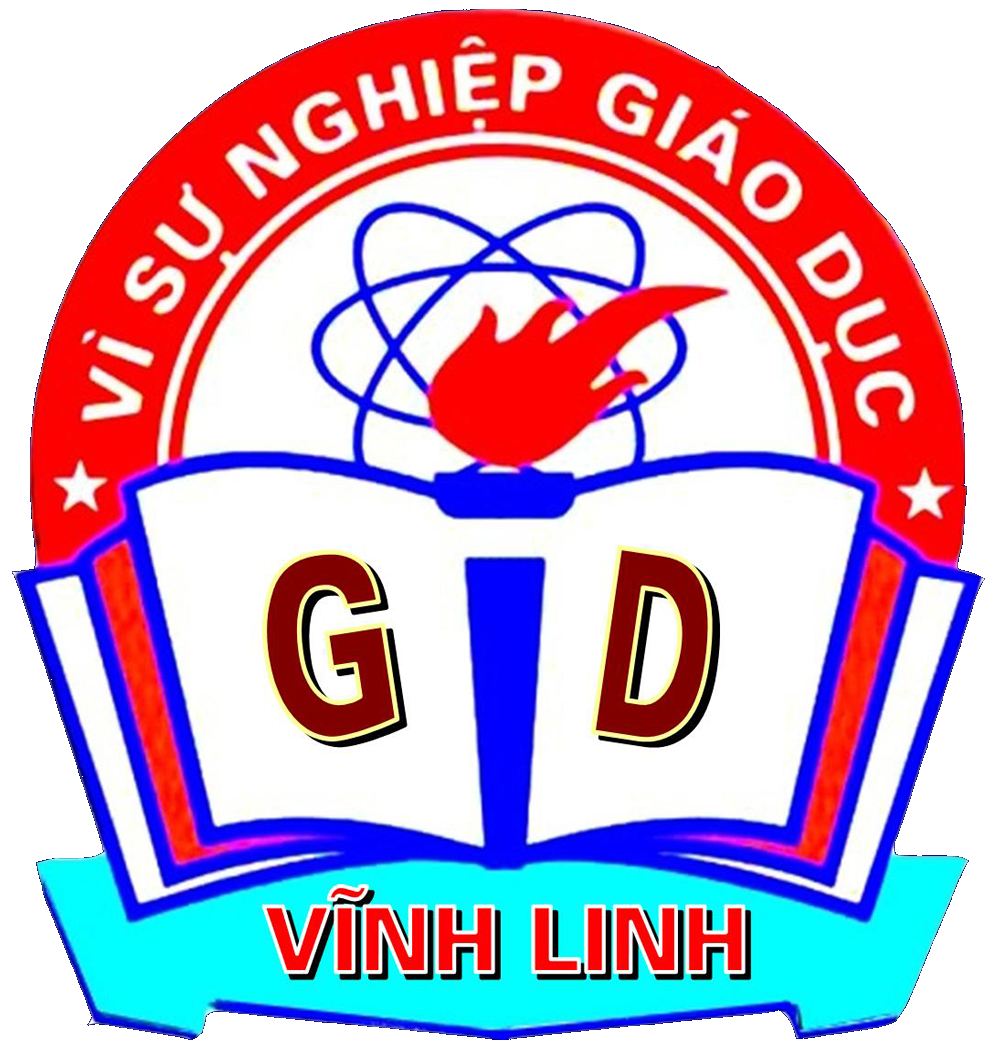 VÌ SỰ NGHIỆP GIÁO DỤC
G D
VĨNH LINH